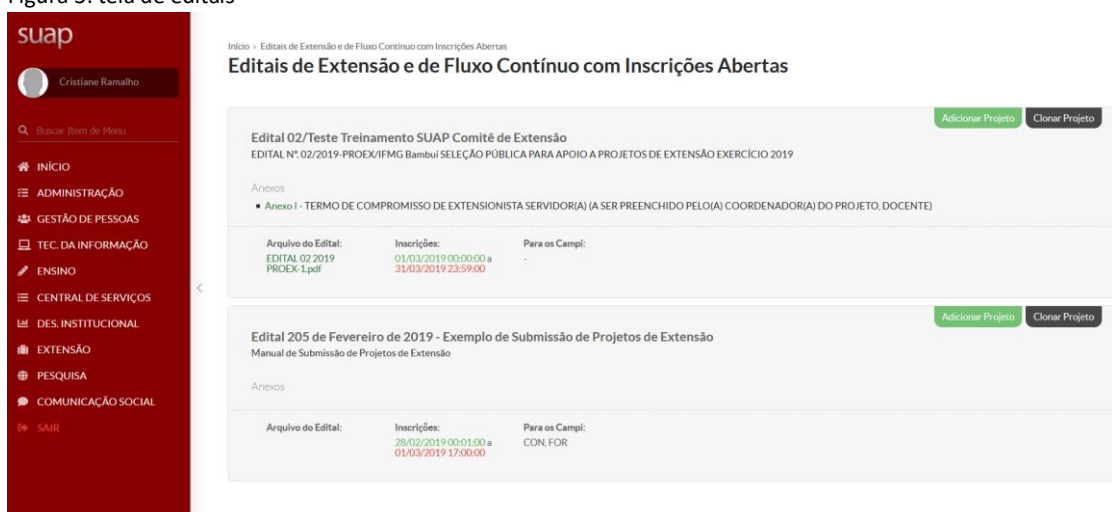 suap
Cristiane Ramalho
Buscar Item de Menu
INÍCIO
ADMINISTRAÇÃO
GESTÃO DE PESSOAS
TEC. DA INFORMAÇÃO
ENSINO
CENTRAL DE SERVIÇOS
DES. INSTITUCIONAL
EXTENSÃO
PESQUISA
COMUNICAÇÃO SOCIAL
SAIR
Início » Editais de Extensão e de Fluxo Contínuo com Inscrições Abertas
Editais de Extensão e de Fluxo Contínuo com Inscrições Abertas
Adicionar Projeto Clonar Projeto
Edital 02/Teste Treinamento SUAP Comitê de Extensão
EDITAL Nº. 02/2019-PROEX/IFMG Bambuí SELEÇÃO PÚBLICA PARA APOIO A PROJETOS DE EXTENSÃO EXERCÍCIO 2019
Anexos
Anexo I - TERMO DE COMPROMISSO DE EXTENSIONISTA SERVIDOR(A) (A SER PREENCHIDO PELO(A) COORDENADOR(A) DO PROJETO, DOCENTE)
Arquivo do Edital: Inscrições: Para os Campi:
EDITAL 02 2019 01/03/2019 00:00:00 a -
PROEX-1.pdf 31/03/2019 23:59:00
Adicionar Projeto Clonar Projeto
Edital 205 de Fevereiro de 2019 - Exemplo de Submissão de Projetos de Extensão
Manual de Submissão de Projetos de Extensão
Anexos
Arquivo do Edital: Inscrições: Para os Campi:
28/02/2019 00:01:00 a CON, FOR
01/03/2019 17:00:00